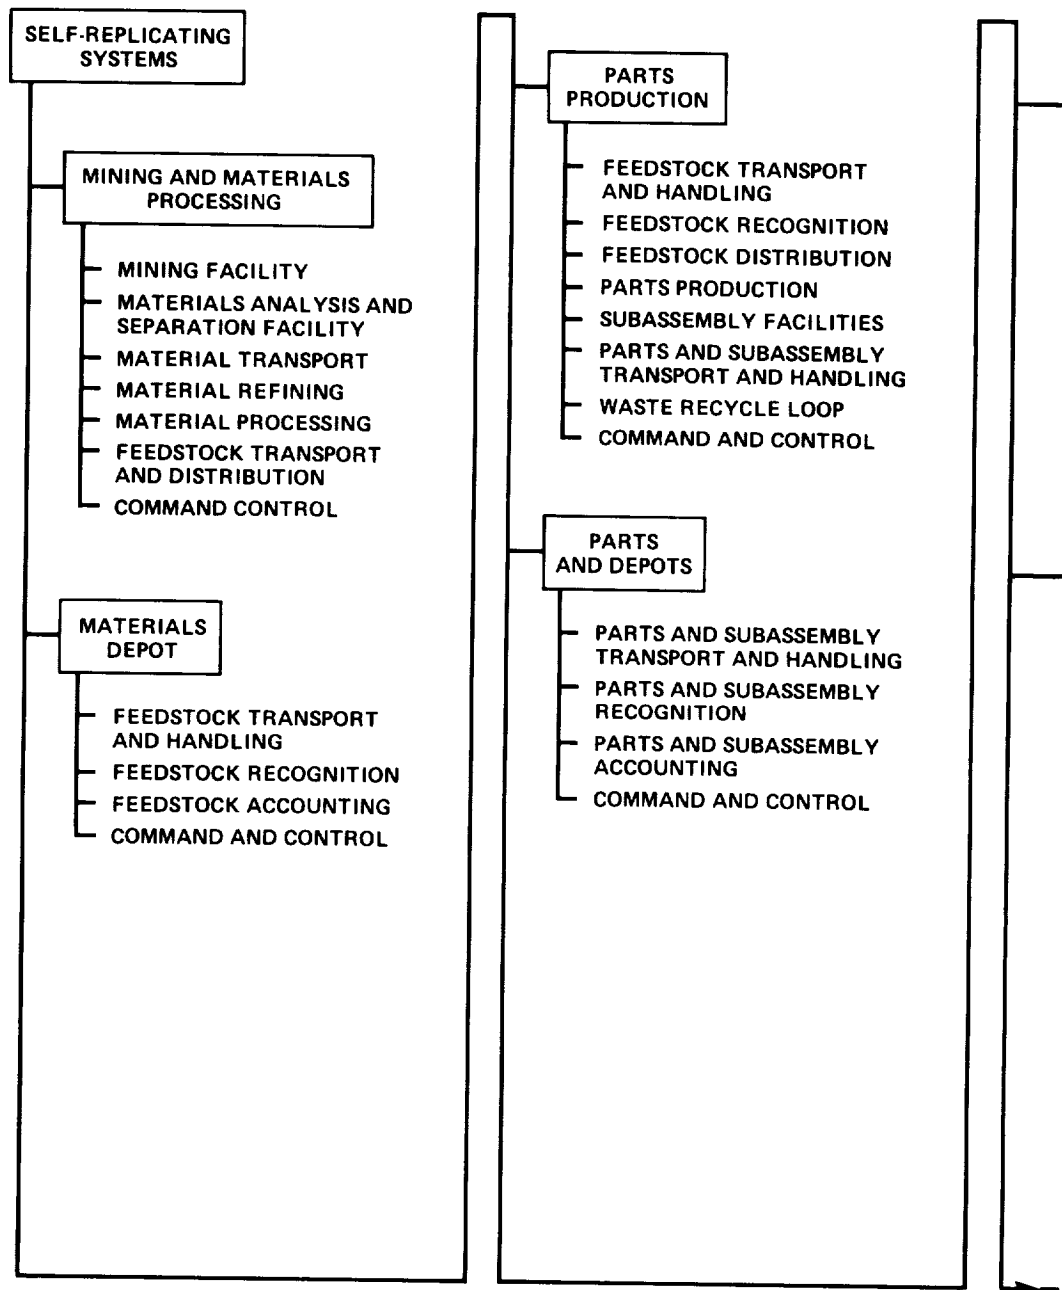 SELF-REPLICATING
SYSTEMS
MINING AND MATERIALS
PROCESSING
MINING FACILITY
MATERIALS ANALYSIS AND
SEPARATION FACILITY
MATERIAL TRANSPORT
MATERIAL REFINING
MATERIAL PROCESSING
FEEDSTOCK TRANSPORT
AND DISTRIBUTION
COMMAND CONTROL
MATERIALS
DEPOT
FEEDSTOCK TRANSPORT
AND HANDLING
FEEDSTOCK RECOGNITION
FEEDSTOCK ACCOUNTING
COMMAND AND CONTROL
PARTS
PRODUCTION
FEEDSTOCK TRANSPORT
AND HANDLING
FEEDSTOCK RECOGNITION
FEEDSTOCK DISTRIBUTION
PARTS PRODUCTION
SUBASSEMBLY FACILITIES
PARTS AND SUBASSEMBLY
TRANSPORT AND HANDLING
WASTE RECYCLE LOOP
COMMAND AND CONTROL
PARTS
AND DEPOTS
PARTS AND SUBASSEMBLY
TRANSPORT AND HANDLING
PARTS AND SUBASSEMBLY
RECOGNITION
PARTS AND SUBASSEMBLY
ACCOUNTING
COMMAND AND CONTROL